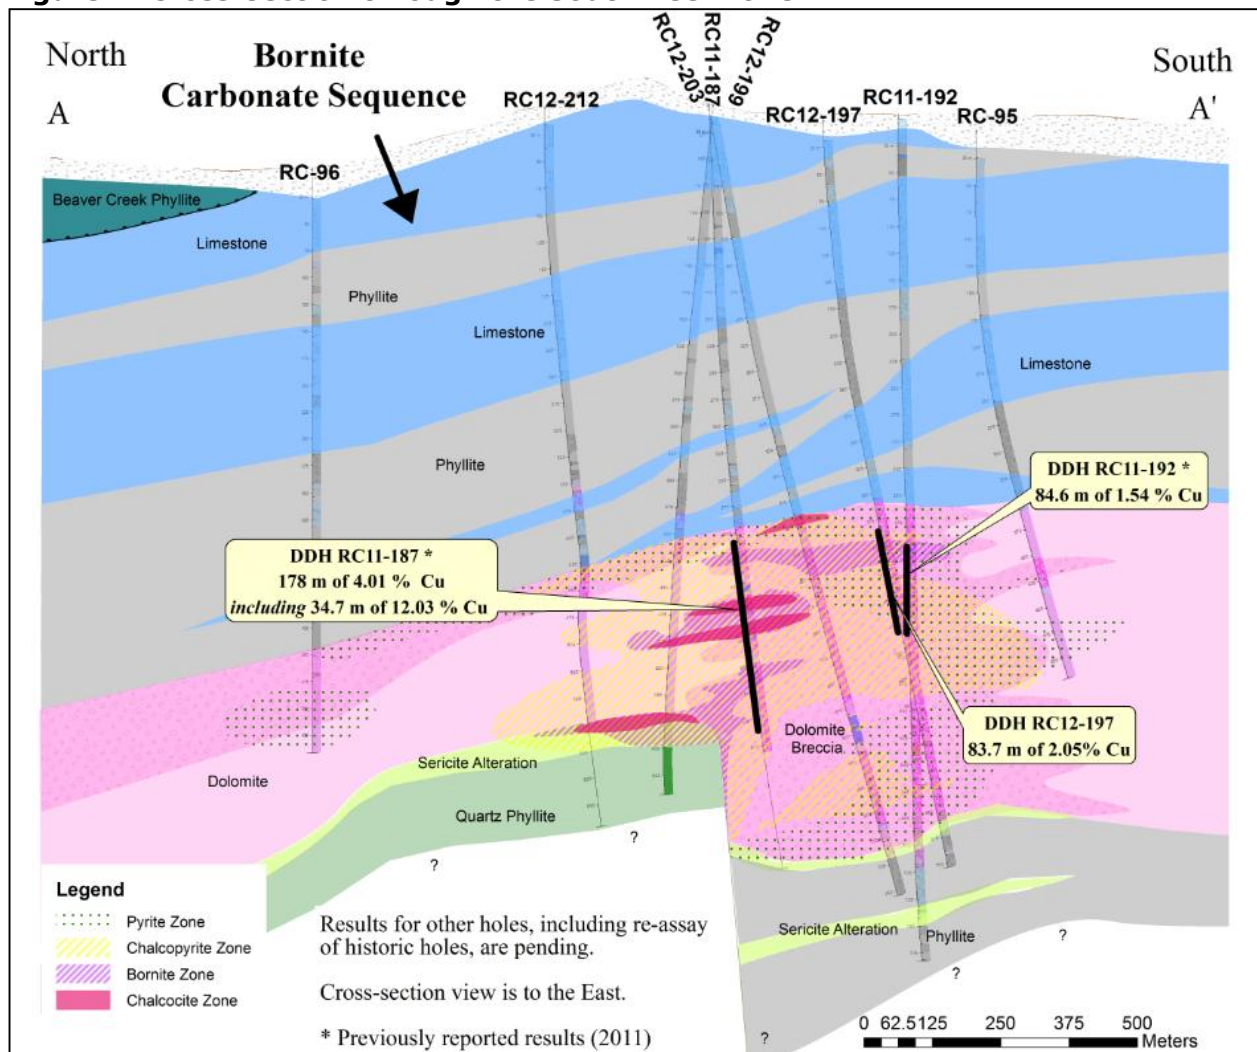 North
Bornite
Carbonate Sequence
A
South
A'
RC12-203
RC11-187
RC12-199
RC12-212
RC12-197
RC11-192
RC-95
RC-96
Beaver Creek Phyllite
Limestone
Phyllite
Limestone
Limestone
Phyllite
DDH RC11-192 *
84.6 m of 1.54 % Cu
DDH RC11-187 *
178 m of 4.01 % Cu
including 34.7 m of 12.03 % Cu
DDH RC12-197
83.7 m of 2.05% Cu
Dolomite
Breccia
Sericite Alteration
Dolomite
Quartz Phyllite
?
?
Sericite Alteration
Phyllite
?
?
?
Legend
Pyrite Zone
Chalcopyrite Zone
Bornite Zone
Chalcocite Zone
Results for other holes, including re-assay
of historic holes, are pending.
Cross-section view is to the East.
* Previously reported results (2011)
0 62.5 125 250 375 500
Meters